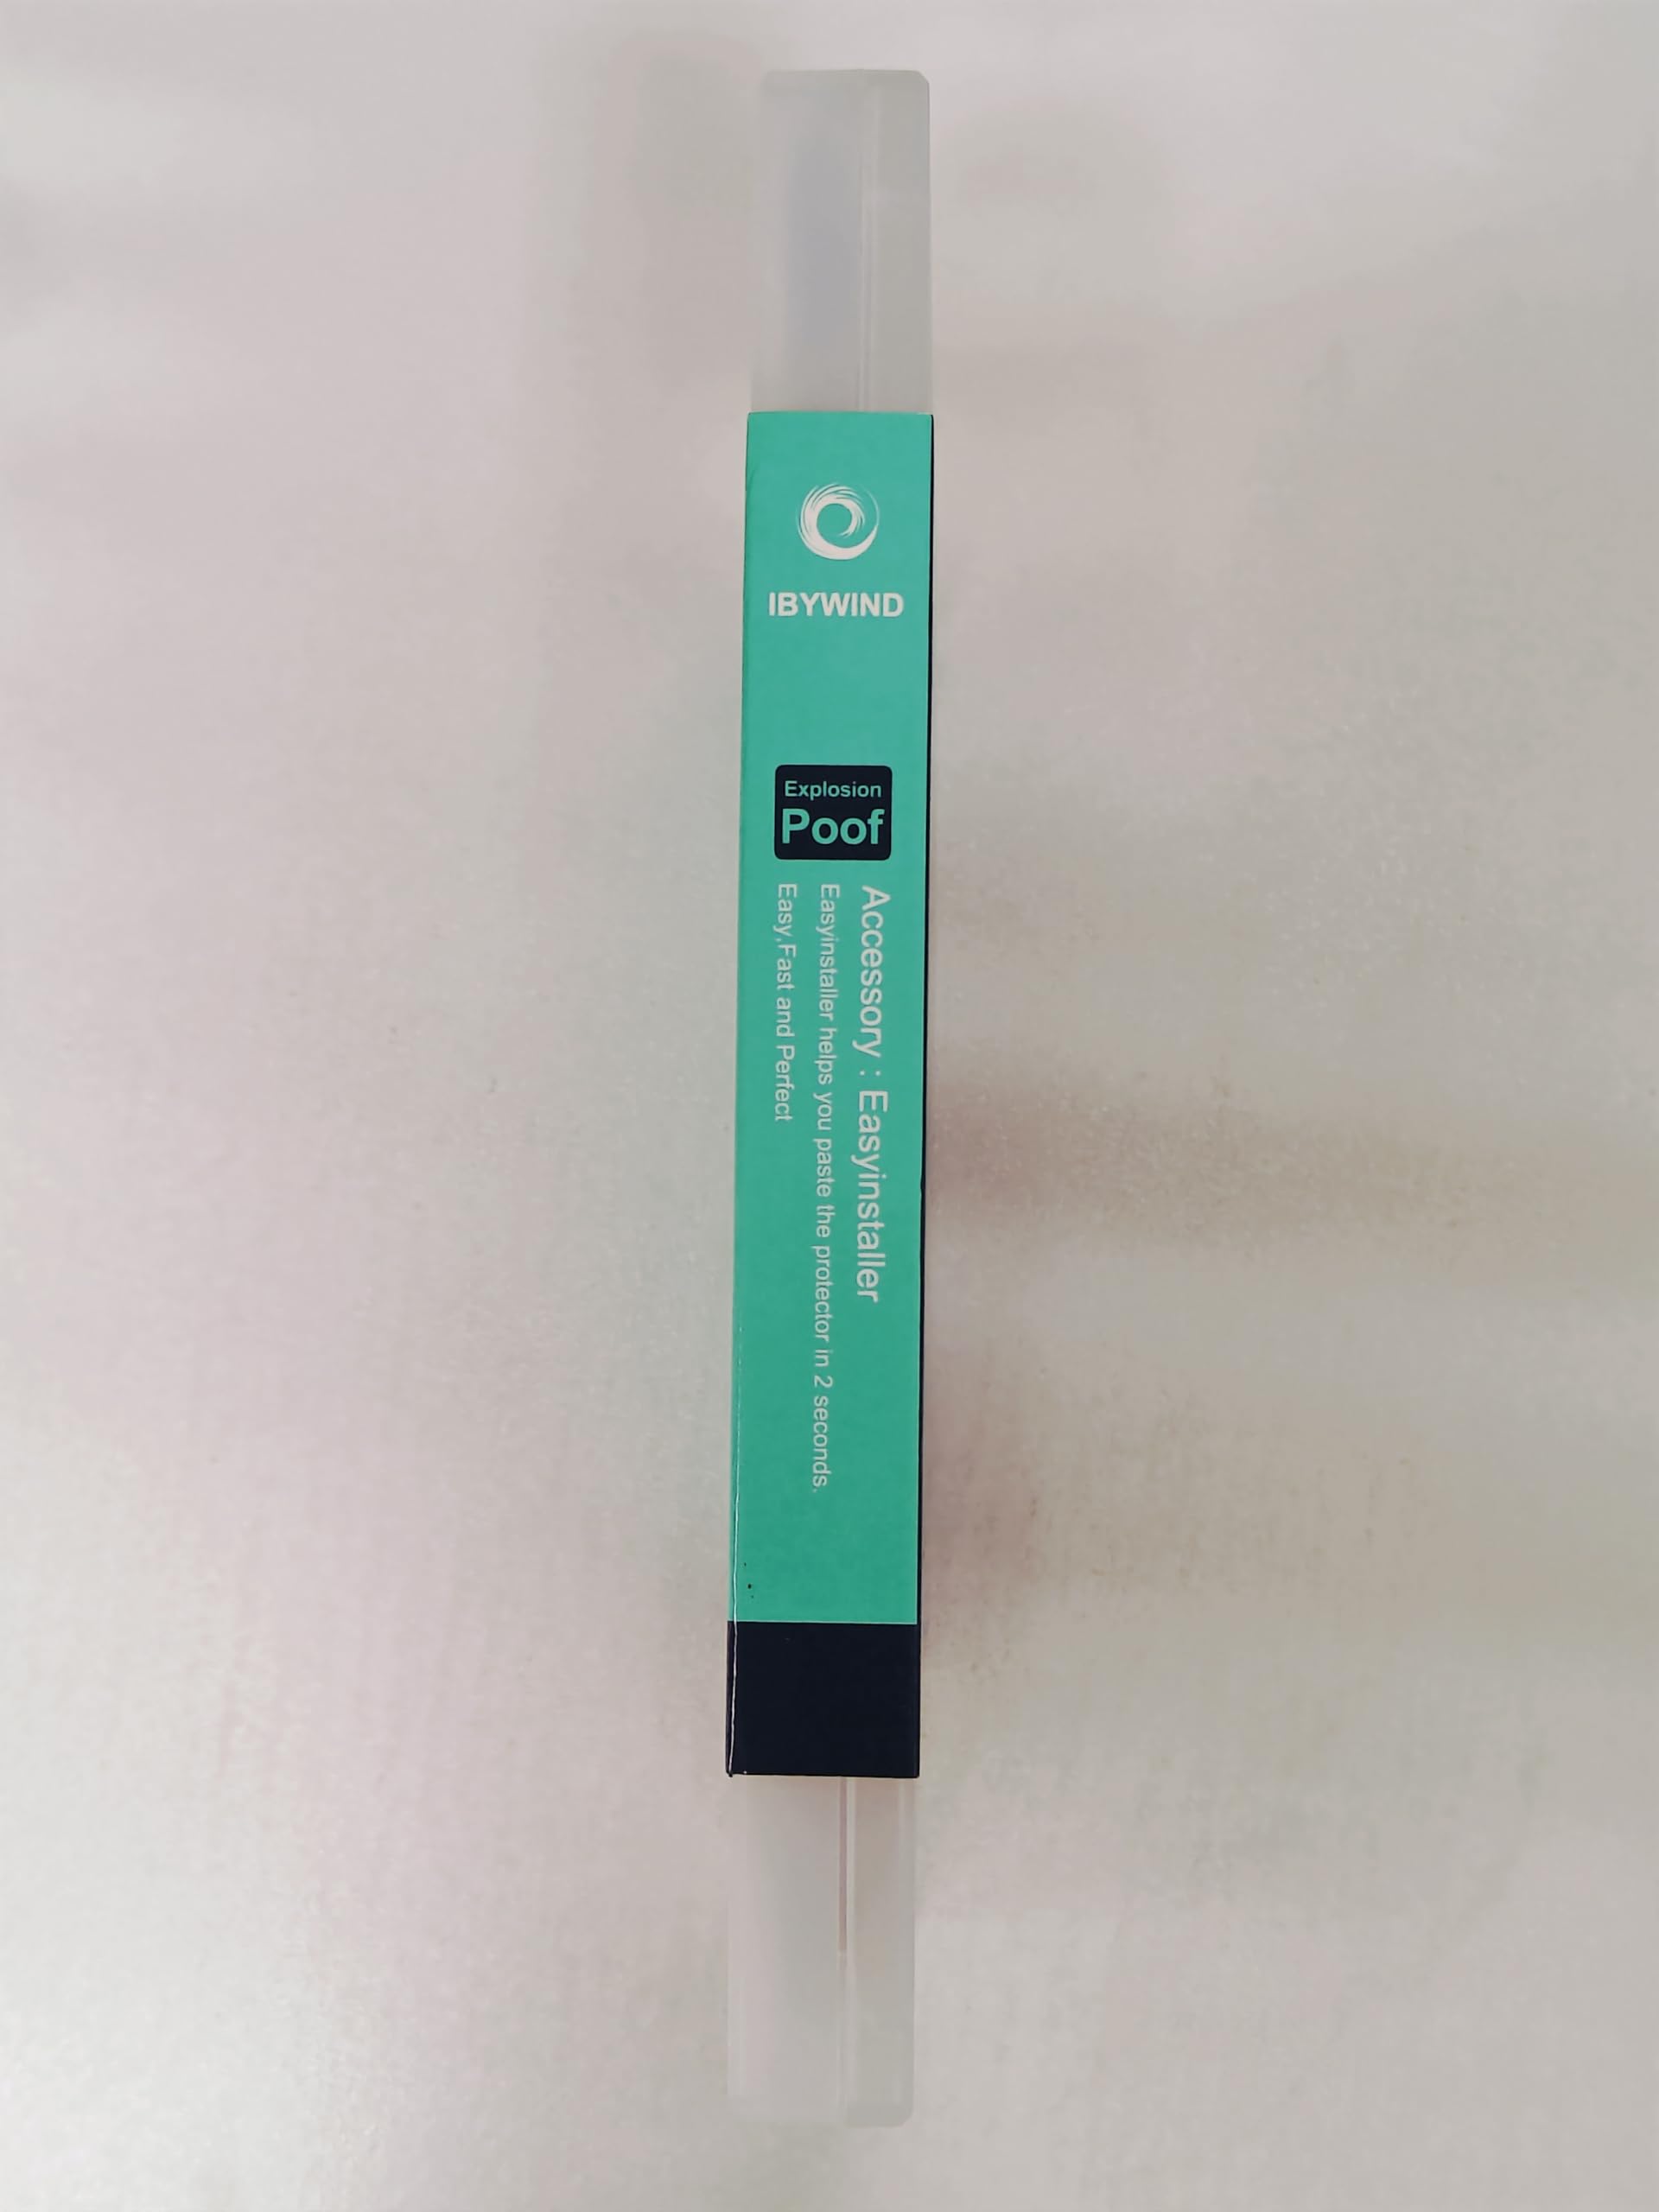 IBYWIND
Explosion
Poof
Accessory : Easyinstaller
Easyinstaller helps you paste the protector in 2 seconds.
Easy,Fast and Perfect